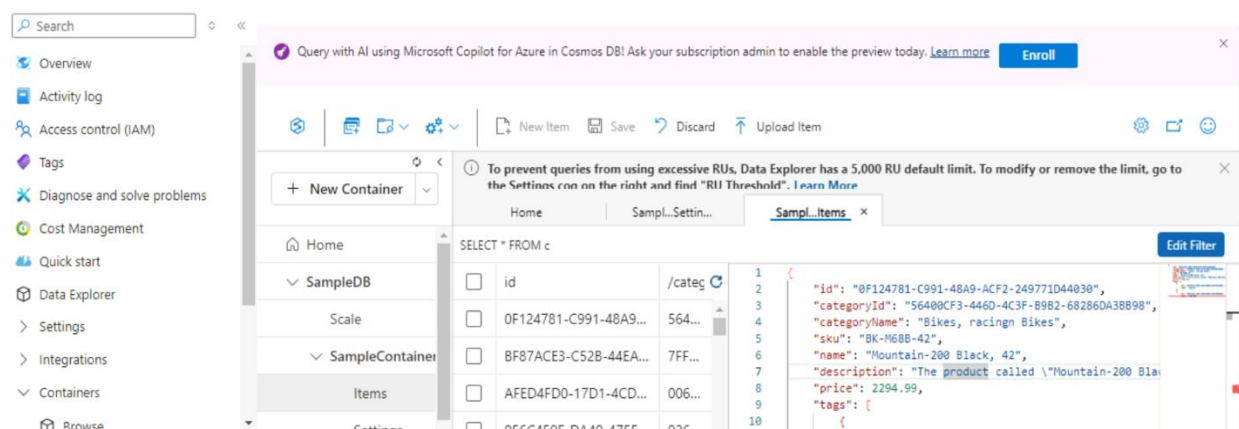 Search
Overview
Activity log
Access control (IAM)
Tags
Diagnose and solve problems
Cost Management
Quick start
Data Explorer
Settings
Integrations
Containers
Browse
Query with AI using Microsoft Copilot for Azure in Cosmos DB! Ask your subscription admin to enable the preview today. Learn more
Enroll
New Item Save Discard Upload Item
New Container
Home
SampleDB
Scale
SampleContainer
Items
Settings
To prevent queries from using excessive RUs, Data Explorer has a 5,000 RU default limit. To modify or remove the limit, go to
the Settings cog on the right and find "RU Threshold". Learn More
Home Sampl...Settin... Sampl...Items
SELECT * FROM c Edit Filter
id /categ
0F124781-C991-48A9... 564...
BF87ACE3-C52B-44EA... 7FF...
AFED4FD0-17D1-4CD... 006...
1 {
2 "id": "0F124781-C991-48A9-ACF2-249771D44030",
3 "categoryId": "56400CF3-446D-4C3F-B9B2-68286DA3BB98",
4 "categoryName": "Bikes, racingn Bikes",
5 "sku": "BK-M68B-42",
6 "name": "Mountain-200 Black, 42",
7 "description": "The product called \"Mountain-200 Bla
8 "price": 2294.99,
9 "tags": [
10 {